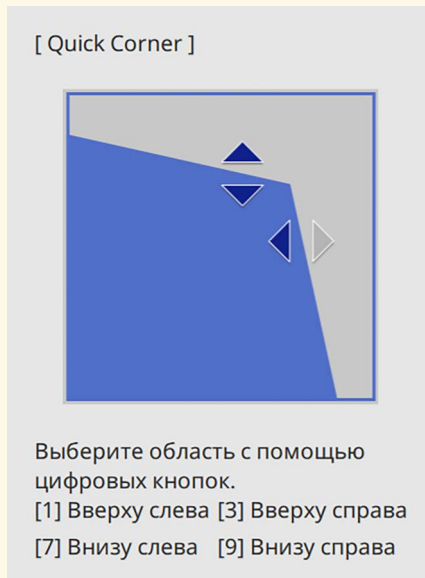 [ Quick Corner ]
Выберите область с помощью
цифровых кнопок.
[1] Вверху слева [3] Вверху справа
[7] Внизу слева [9] Внизу справа